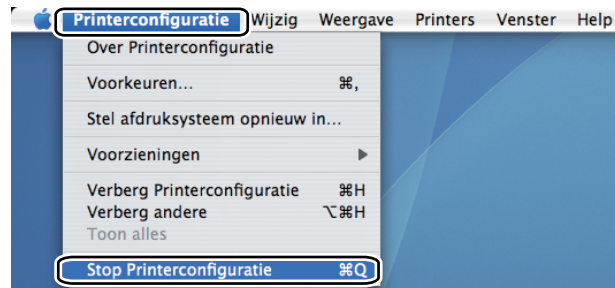 Printerconfiguratie Wijzig Weergave Printers Venster Help
Over Printerconfiguratie
Voorkeuren... ⌘,
Stel afdruksysteem opnieuw in...
Voorzieningen ▶
Verberg Printerconfiguratie ⌘H
Verberg andere ⌥⌘H
Toon alles
Stop Printerconfiguratie ⌘Q